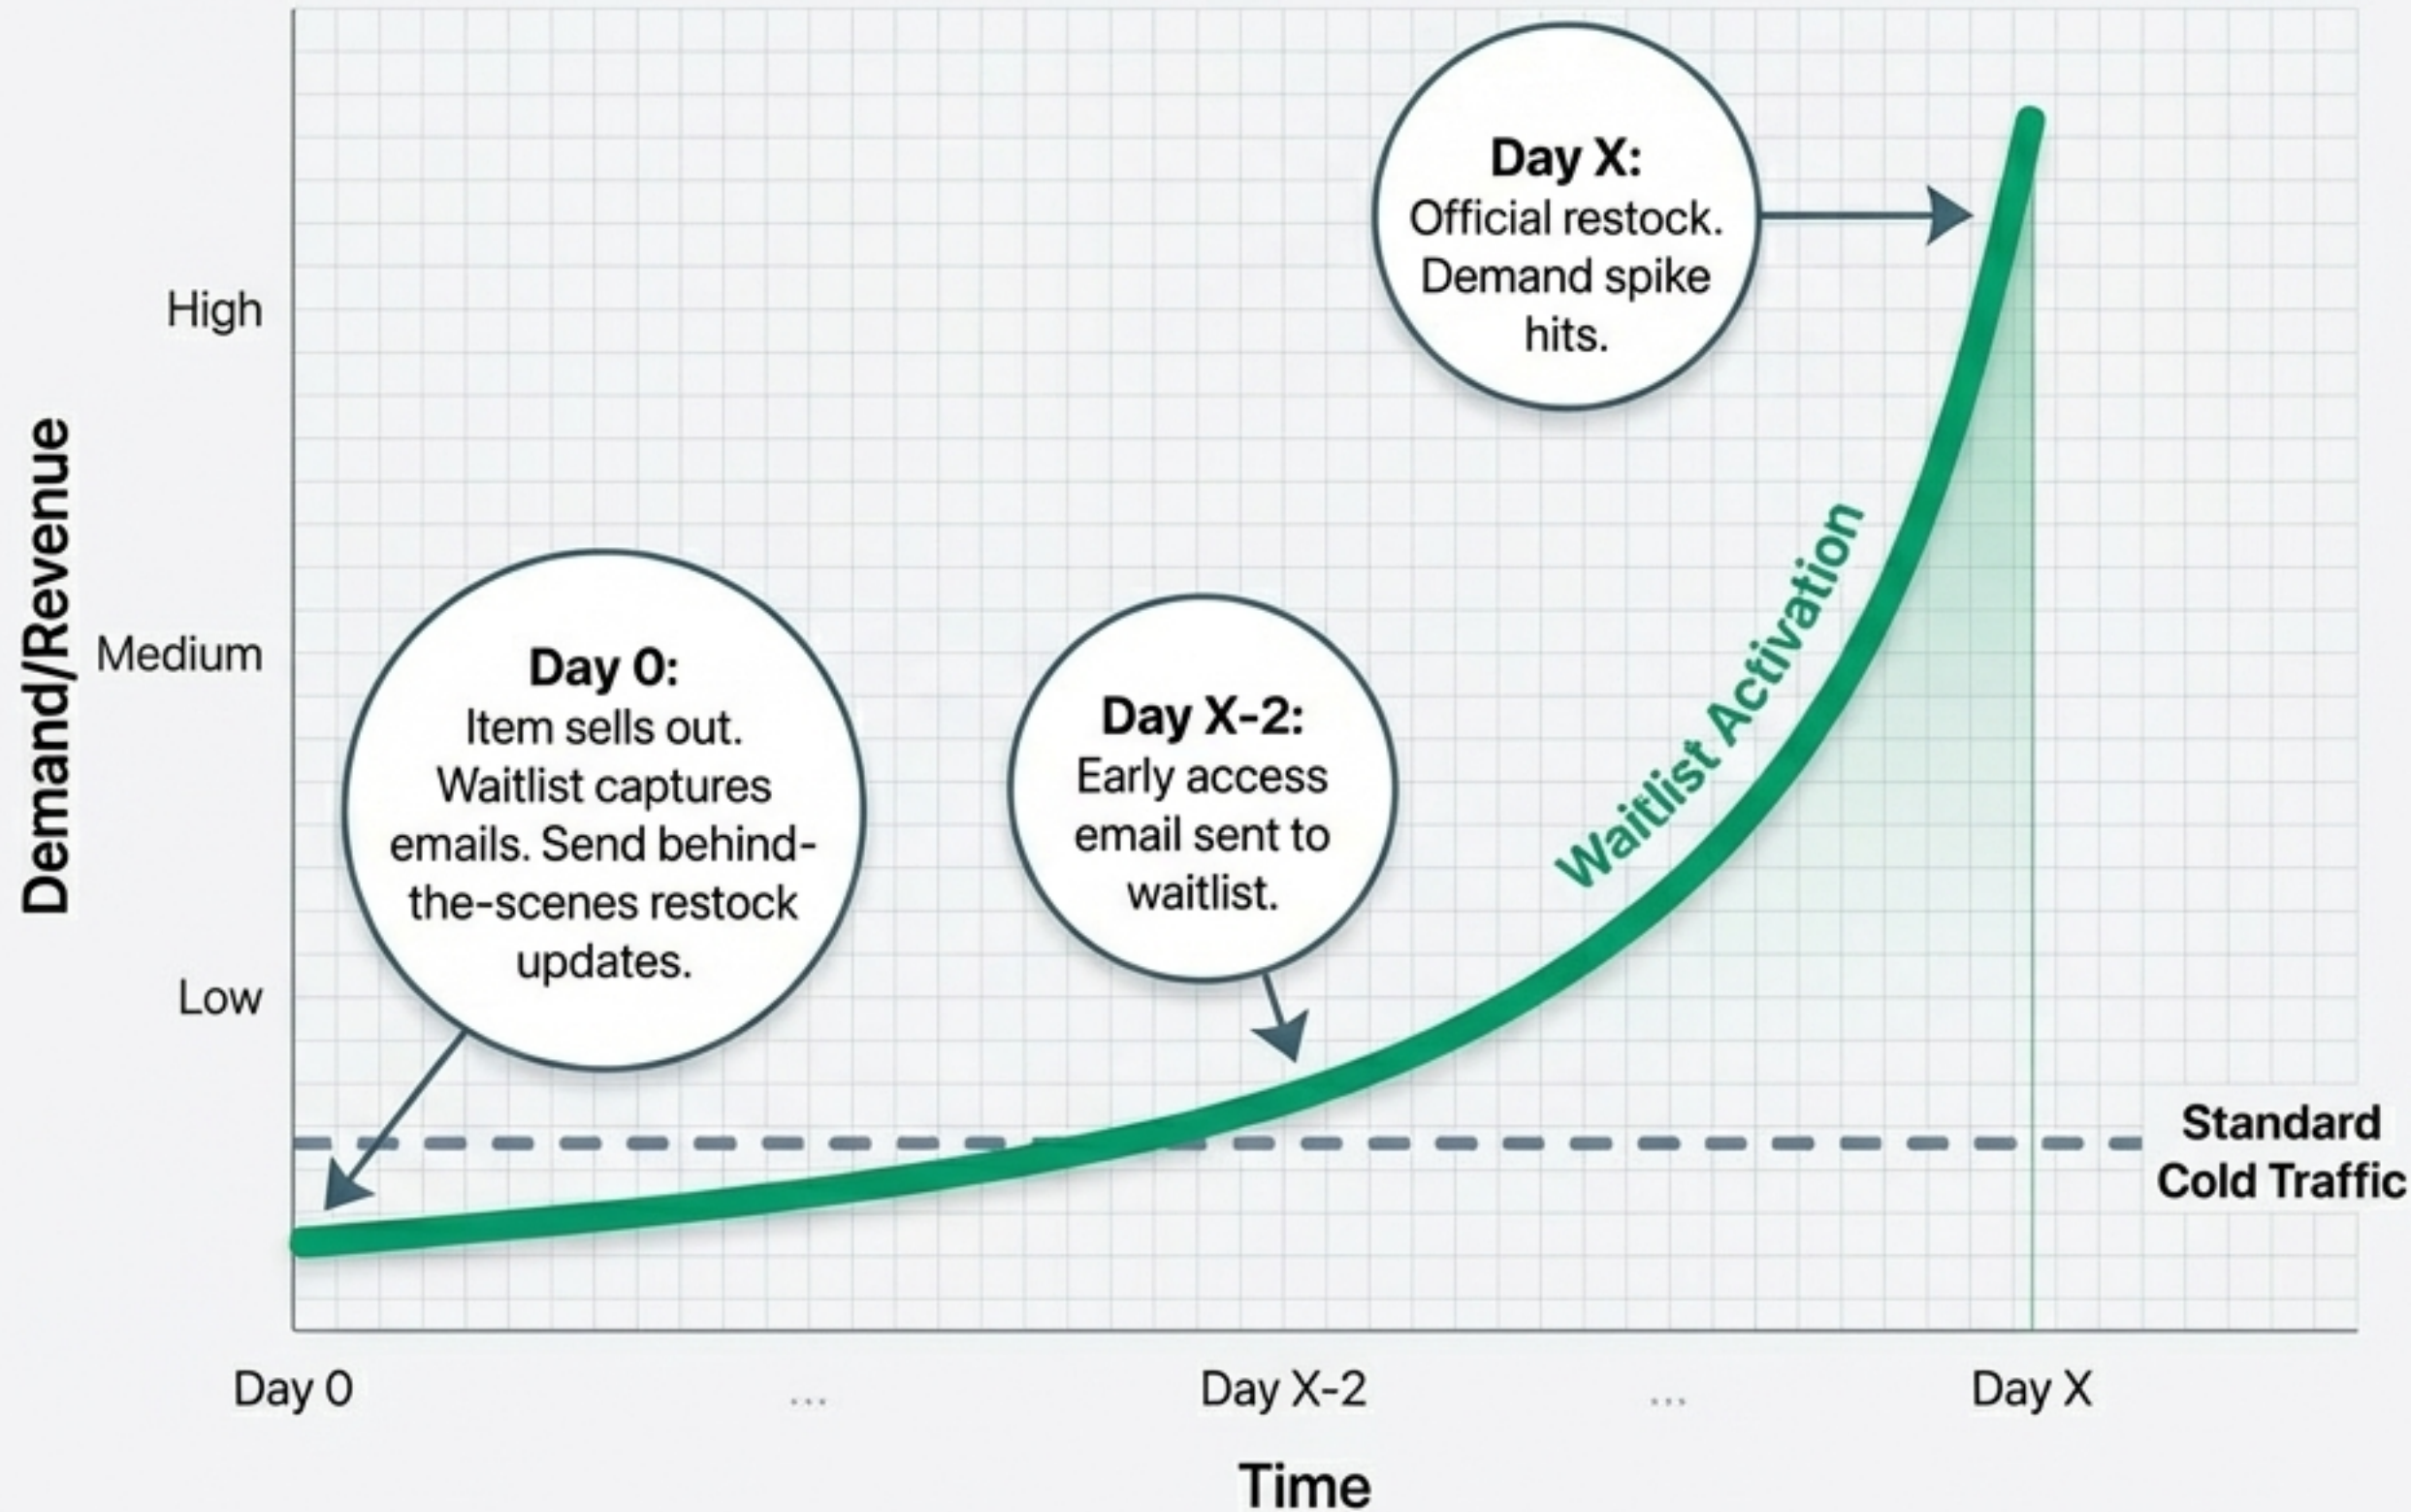 Day X:
Official restock.
Demand spike
hits.
High
Demand/Revenue
Medium
Low
Day 0:
Item sells out.
Waitlist captures
emails. Send behind-
the-scenes restock
updates.
Day X-2:
Early access
email sent to
waitlist.
Waitlist Activation
Standard
Cold Traffic
Day 0
...
Day X-2
...
Day X
Time